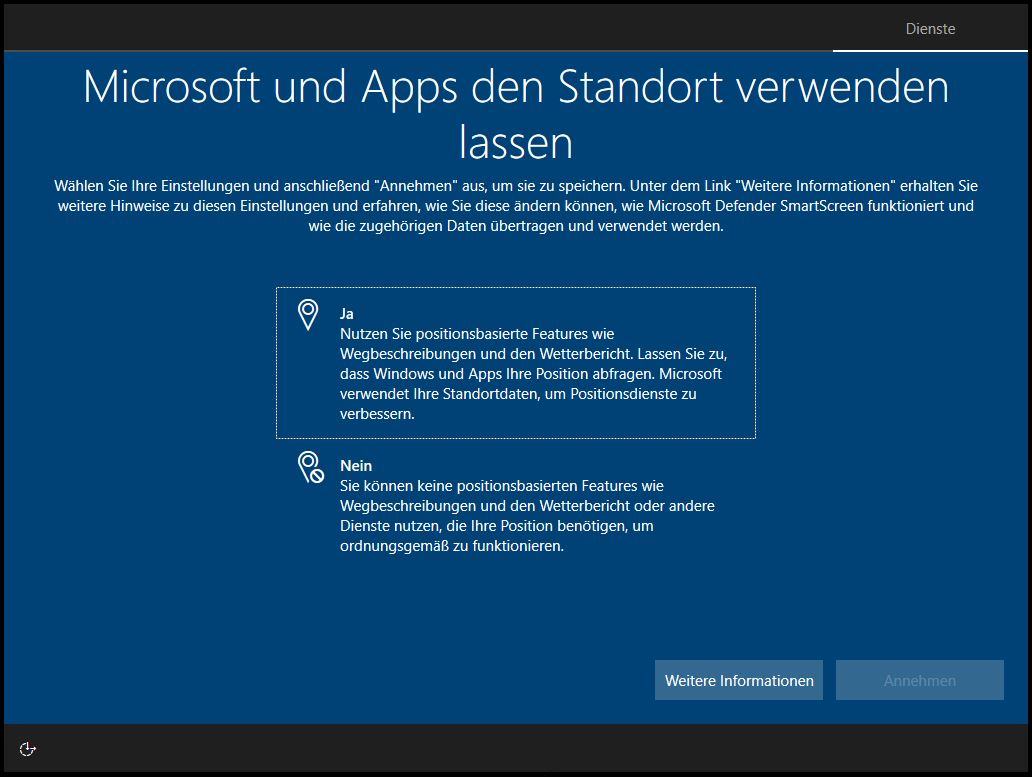 Dienste
Microsoft und Apps den Standort verwenden
lassen
Wählen Sie Ihre Einstellungen und anschließend "Annehmen" aus, um sie zu speichern. Unter dem Link "Weitere Informationen" erhalten Sie
weitere Hinweise zu diesen Einstellungen und erfahren, wie Sie diese ändern können, wie Microsoft Defender SmartScreen funktioniert und
wie die zugehörigen Daten übertragen und verwendet werden.
Ja
Nutzen Sie positionsbasierte Features wie
Wegbeschreibungen und den Wetterbericht. Lassen Sie zu,
dass Windows und Apps Ihre Position abfragen. Microsoft
verwendet Ihre Standortdaten, um Positionsdienste zu
verbessern.
Nein
Sie können keine positionsbasierten Features wie
Wegbeschreibungen und den Wetterbericht oder andere
Dienste nutzen, die Ihre Position benötigen, um
ordnungsgemäß zu funktionieren.
Weitere Informationen
Annehmen